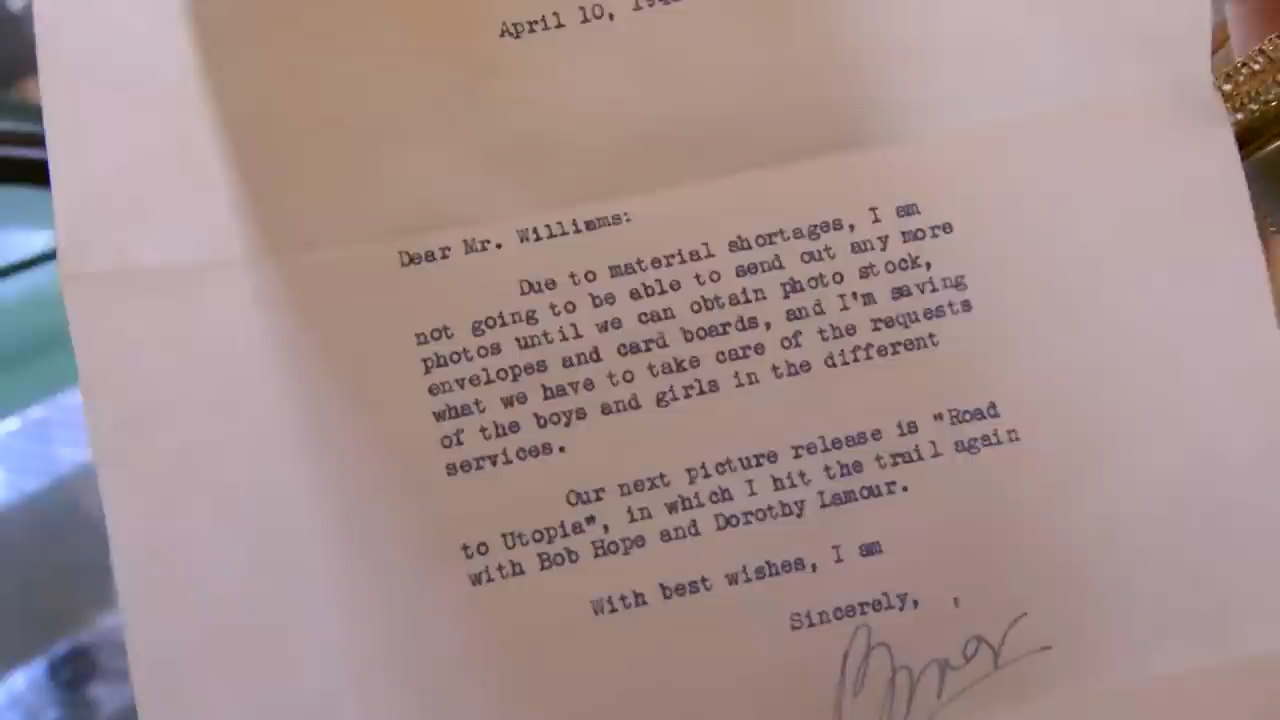 April 10,
Dear Mr. Williams:
Due to material shortages, I am
not going to be able to send out any more
photos until we can obtain photo stock,
envelopes and card boards, and I'm saving
what we have to take care of the requests
of the boys and girls in the different
services.
Our next picture release is "Road
to Utopia", in which I hit the trail again
with Bob Hope and Dorothy Lamour.
With best wishes, I am
Sincerely,